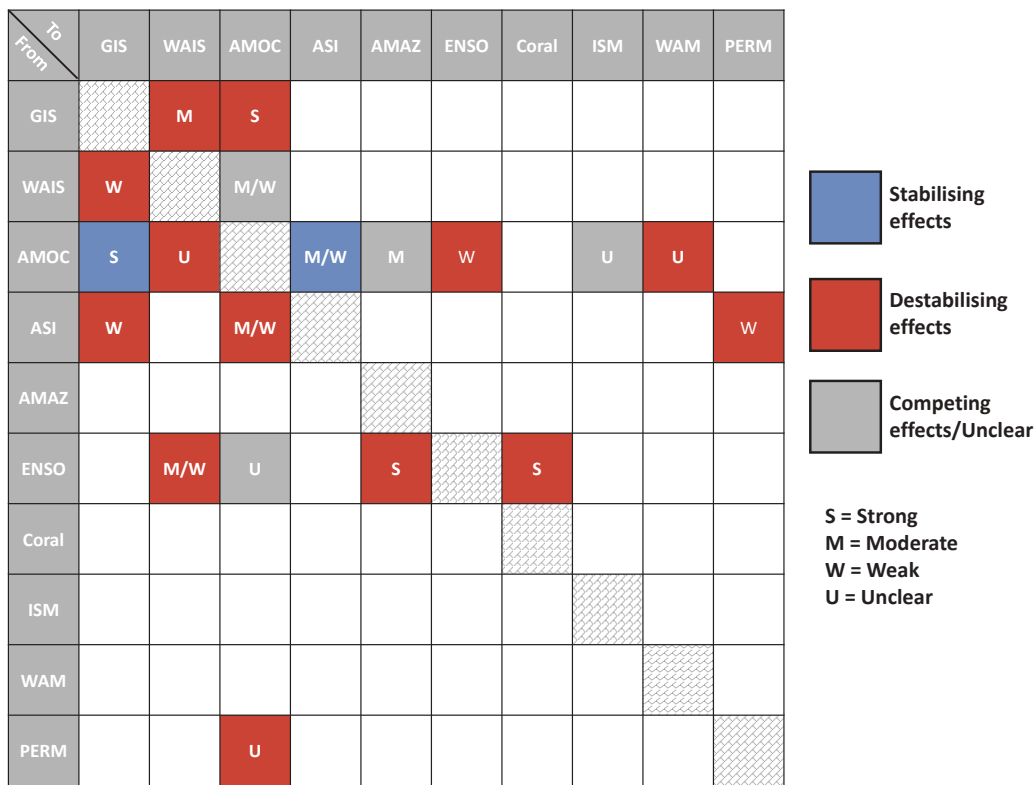 To
From
GIS WAIS AMOC ASI AMAZ ENSO Coral ISM WAM PERM
GIS M S
WAIS W M/W
AMOC S U M/W M W U U
ASI W M/W W
AMAZ
ENSO M/W U S S
Coral
ISM
WAM
PERM U
Stabilising
effects
Destabilising
effects
Competing
effects/Unclear
S = Strong
M = Moderate
W = Weak
U = Unclear